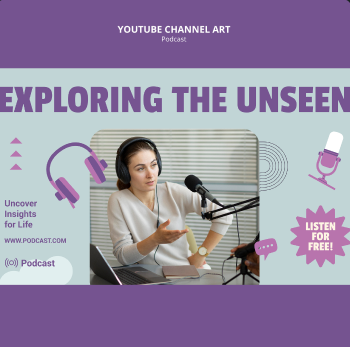 YOUTUBE CHANNEL ART
Podcast
EXPLORING THE UNSEEN
Uncover
Insights
for Life
WWW.PODCAST.COM
Podcast
LISTEN
FOR
FREE!